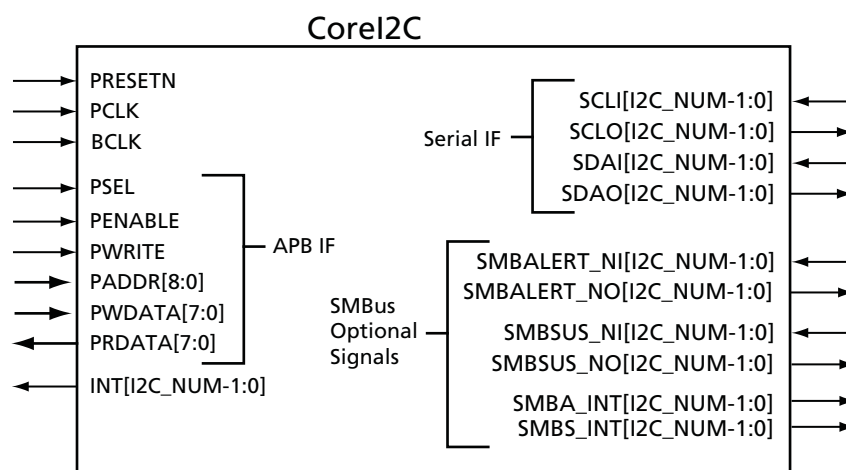 CoreI2C
PRESETN
PCLK
BCLK
PSEL
PENABLE
PWRITE
PADDR[8:0]
PWDATA[7:0]
PRDATA[7:0]
APB IF
INT[I2C_NUM-1:0]
Serial IF
SCLI[I2C_NUM-1:0]
SCLO[I2C_NUM-1:0]
SDAI[I2C_NUM-1:0]
SDAO[I2C_NUM-1:0]
SMBus
Optional
Signals
SMBALERT_NI[I2C_NUM-1:0]
SMBALERT_NO[I2C_NUM-1:0]
SMBSUS_NI[I2C_NUM-1:0]
SMBSUS_NO[I2C_NUM-1:0]
SMBA_INT[I2C_NUM-1:0]
SMBS_INT[I2C_NUM-1:0]